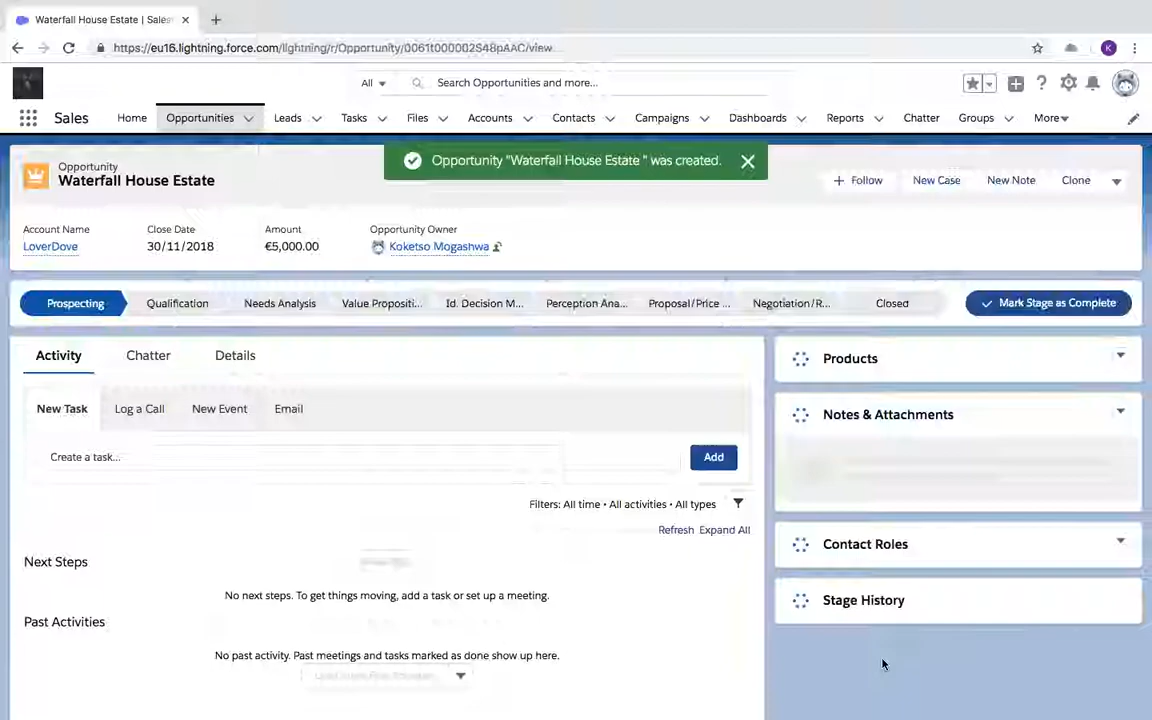 Waterfall House Estate | Sales
https://eu16.lightning.force.com/lightning/r/Opportunity/0061t000002S48pAAC/view
K
All
Search Opportunities and more...
Sales
Home
Opportunities
Leads
Tasks
Files
Accounts
Contacts
Campaigns
Dashboards
Reports
Chatter
Groups
More
Opportunity
Waterfall House Estate
Opportunity "Waterfall House Estate " was created.
Follow
New Case
New Note
Clone
Account Name
Close Date
Amount
Opportunity Owner
LoverDove
30/11/2018
€5,000.00
Koketso Mogashwa
Prospecting
Qualification
Needs Analysis
Value Propositi...
Id. Decision M...
Perception Ana...
Proposal/Price ...
Negotiation/R...
Closed
Mark Stage as Complete
Activity
Chatter
Details
New Task
Log a Call
New Event
Email
Create a task...
Add
Filters: All time • All activities • All types
Refresh
Expand All
Next Steps
No next steps. To get things moving, add a task or set up a meeting.
Past Activities
No past activity. Past meetings and tasks marked as done show up here.
Products
Notes & Attachments
Contact Roles
Stage History